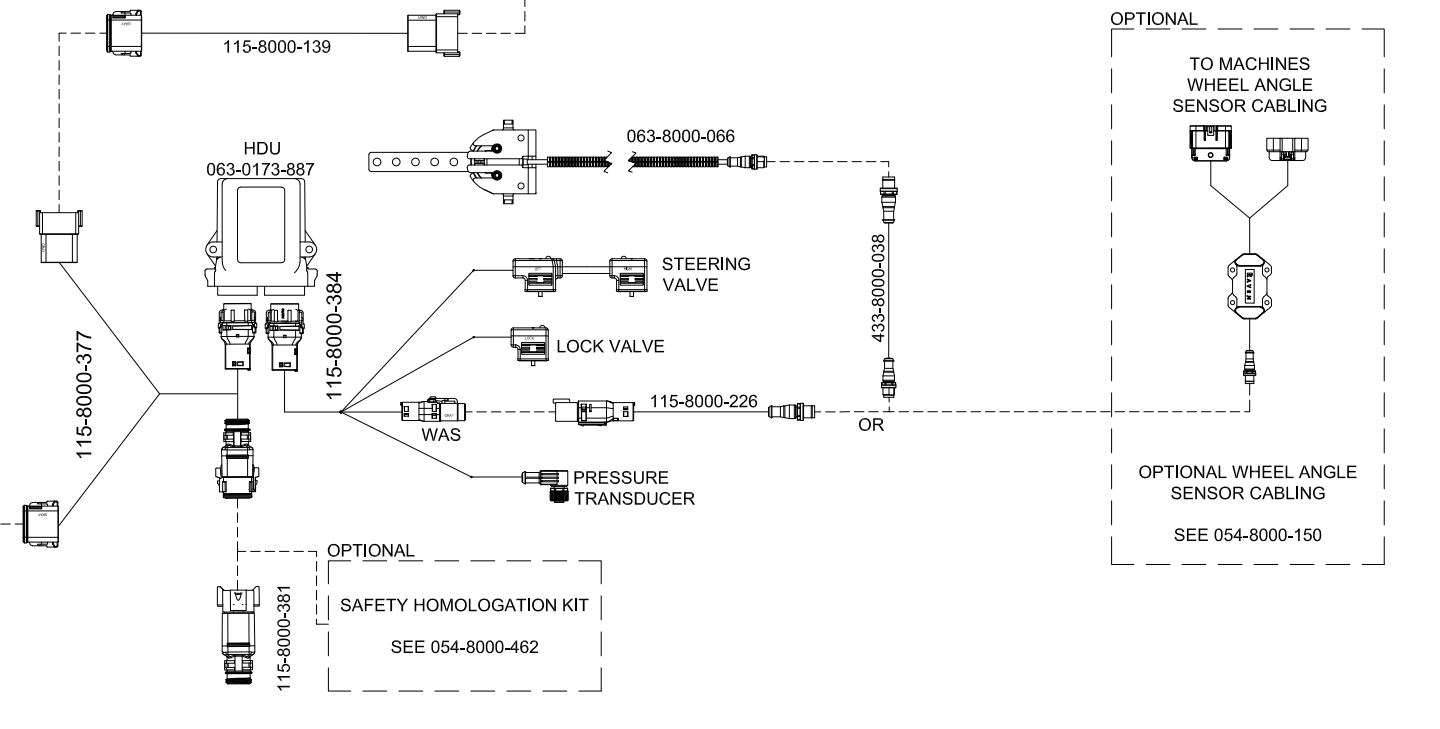 OPTIONAL
115-8000-139
TO MACHINES
WHEEL ANGLE
SENSOR CABLING
063-8000-066
HDU
063-0173-887
433-8000-038
STEERING
VALVE
115-8000-384
LOCK VALVE
115-8000-377
RAVEN
115-8000-226
WAS
OR
PRESSURE
TRANSDUCER
OPTIONAL WHEEL ANGLE
SENSOR CABLING
SEE 054-8000-150
OPTIONAL
SAFETY HOMOLOGATION KIT
SEE 054-8000-462
115-8000-381